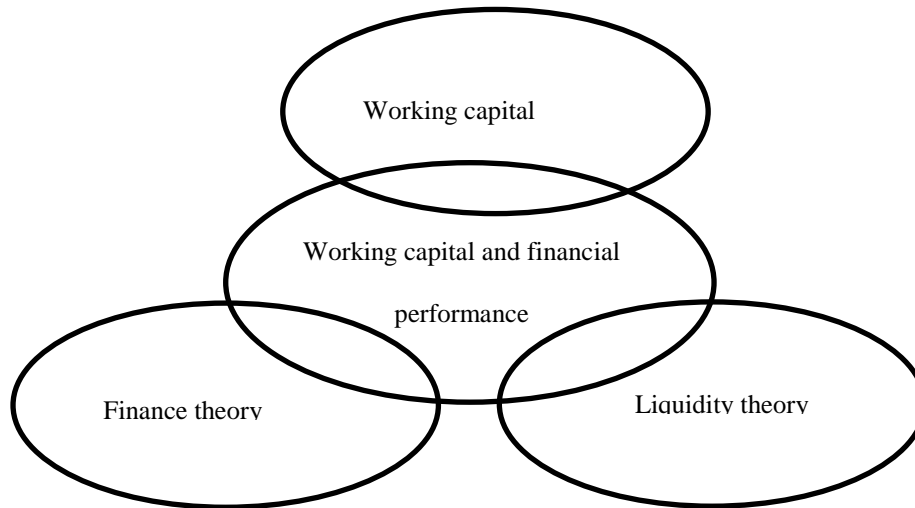 Working capital
Working capital and financial
performance
Finance theory
Liquidity theory